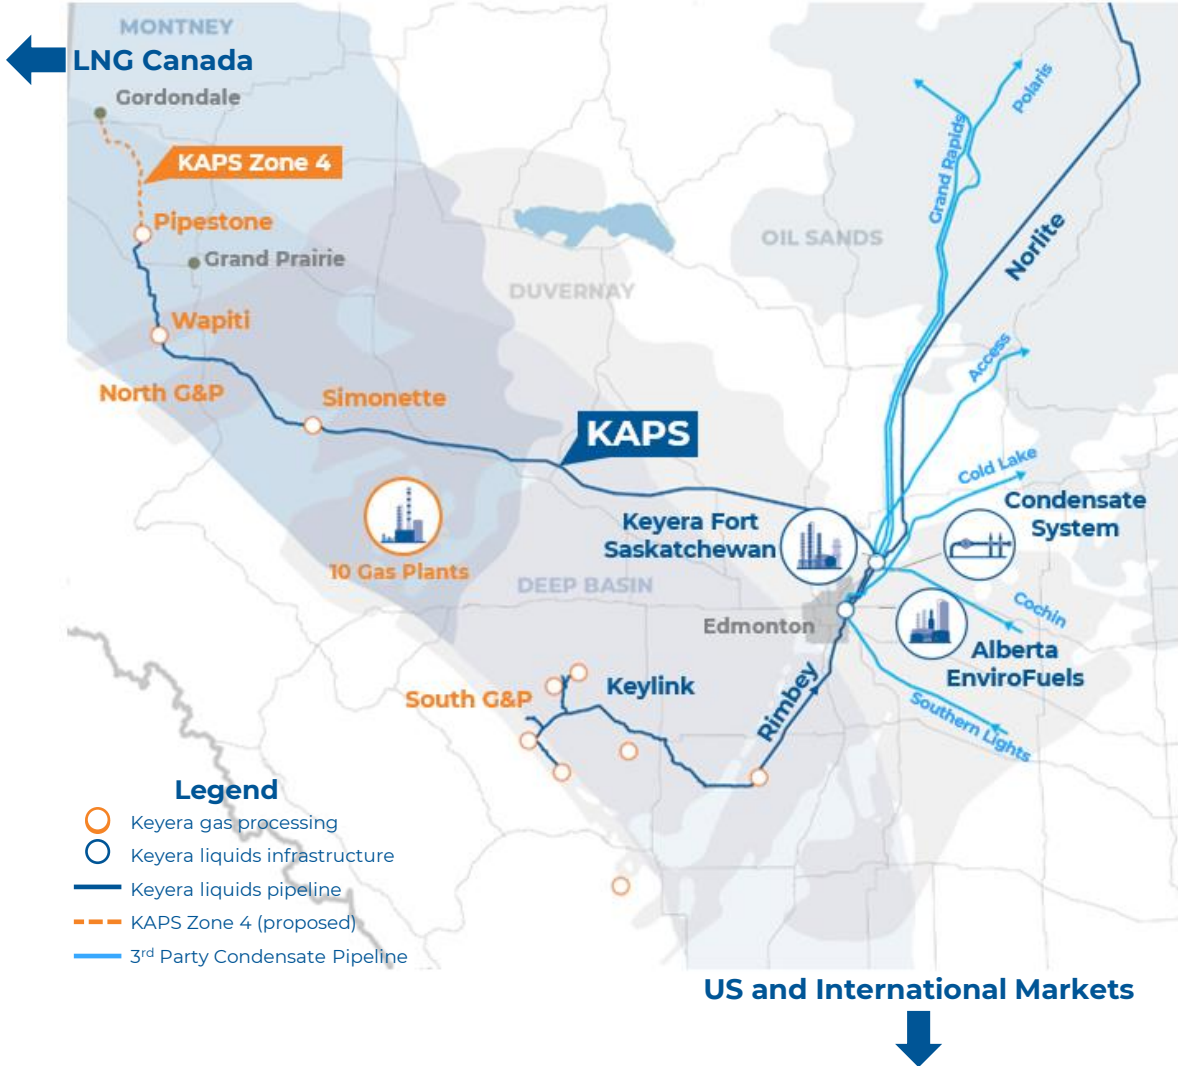 MONTNEY
LNG Canada
Gordondale
KAPS Zone 4
Pipestone
Grand Prairie
Wapiti
North G&P
Simonette
KAPS
10 Gas Plants
DUVERNAY
OIL SANDS
Grand Rapids
Polaris
Norlite
Access
Cold Lake
Condensate
System
Keyera Fort
Saskatchewan
DEEP BASIN
Edmonton
Cochin
Alberta
EnviroFuels
Southern Lights
Rimbey
Keylink
South G&P
Legend
Keyera gas processing
Keyera liquids infrastructure
Keyera liquids pipeline
KAPS Zone 4 (proposed)
3rd Party Condensate Pipeline
US and International Markets